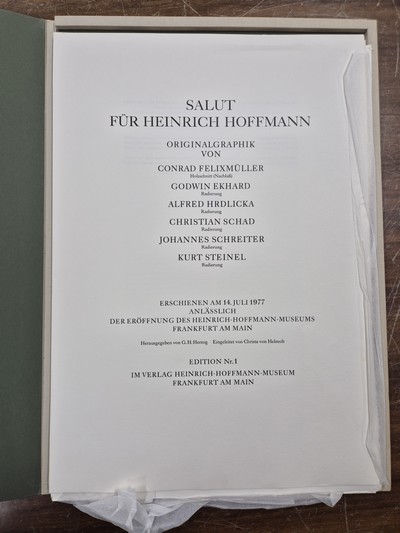 SALUT
FÜR HEINRICH HOFFMANN
ORIGINALGRAPHIK
VON
CONRAD FELIXMÜLLER
Holzschnitt (Nachlaß)
GODWIN EKHARD
Radierung
ALFRED HRDLICKA
Radierung
CHRISTIAN SCHAD
Radierung
JOHANNES SCHREITER
Radierung
KURT STEINEL
Radierung
ERSCHIENEN AM 14. JULI 1977
ANLÄSSLICH
DER ERÖFFNUNG DES HEINRICH-HOFFMANN-MUSEUMS
FRANKFURT AM MAIN
Herausgegeben von G. H. Herzog Eingeleitet von Christa von Helmolt
EDITION Nr. 1
IM VERLAG HEINRICH-HOFFMANN-MUSEUM
FRANKFURT AM MAIN